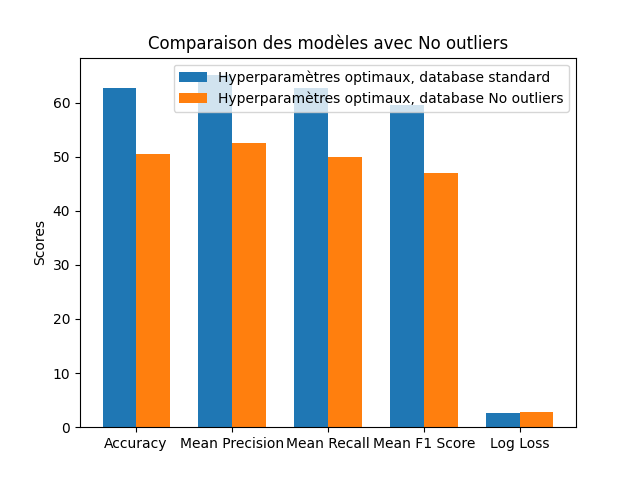 Comparaison des modèles avec No outliers
Hyperparamètres optimaux, database standard
Hyperparamètres optimaux, database No outliers
Scores
60
50
40
30
20
10
0
Accuracy
Mean Precision
Mean Recall
Mean F1 Score
Log Loss